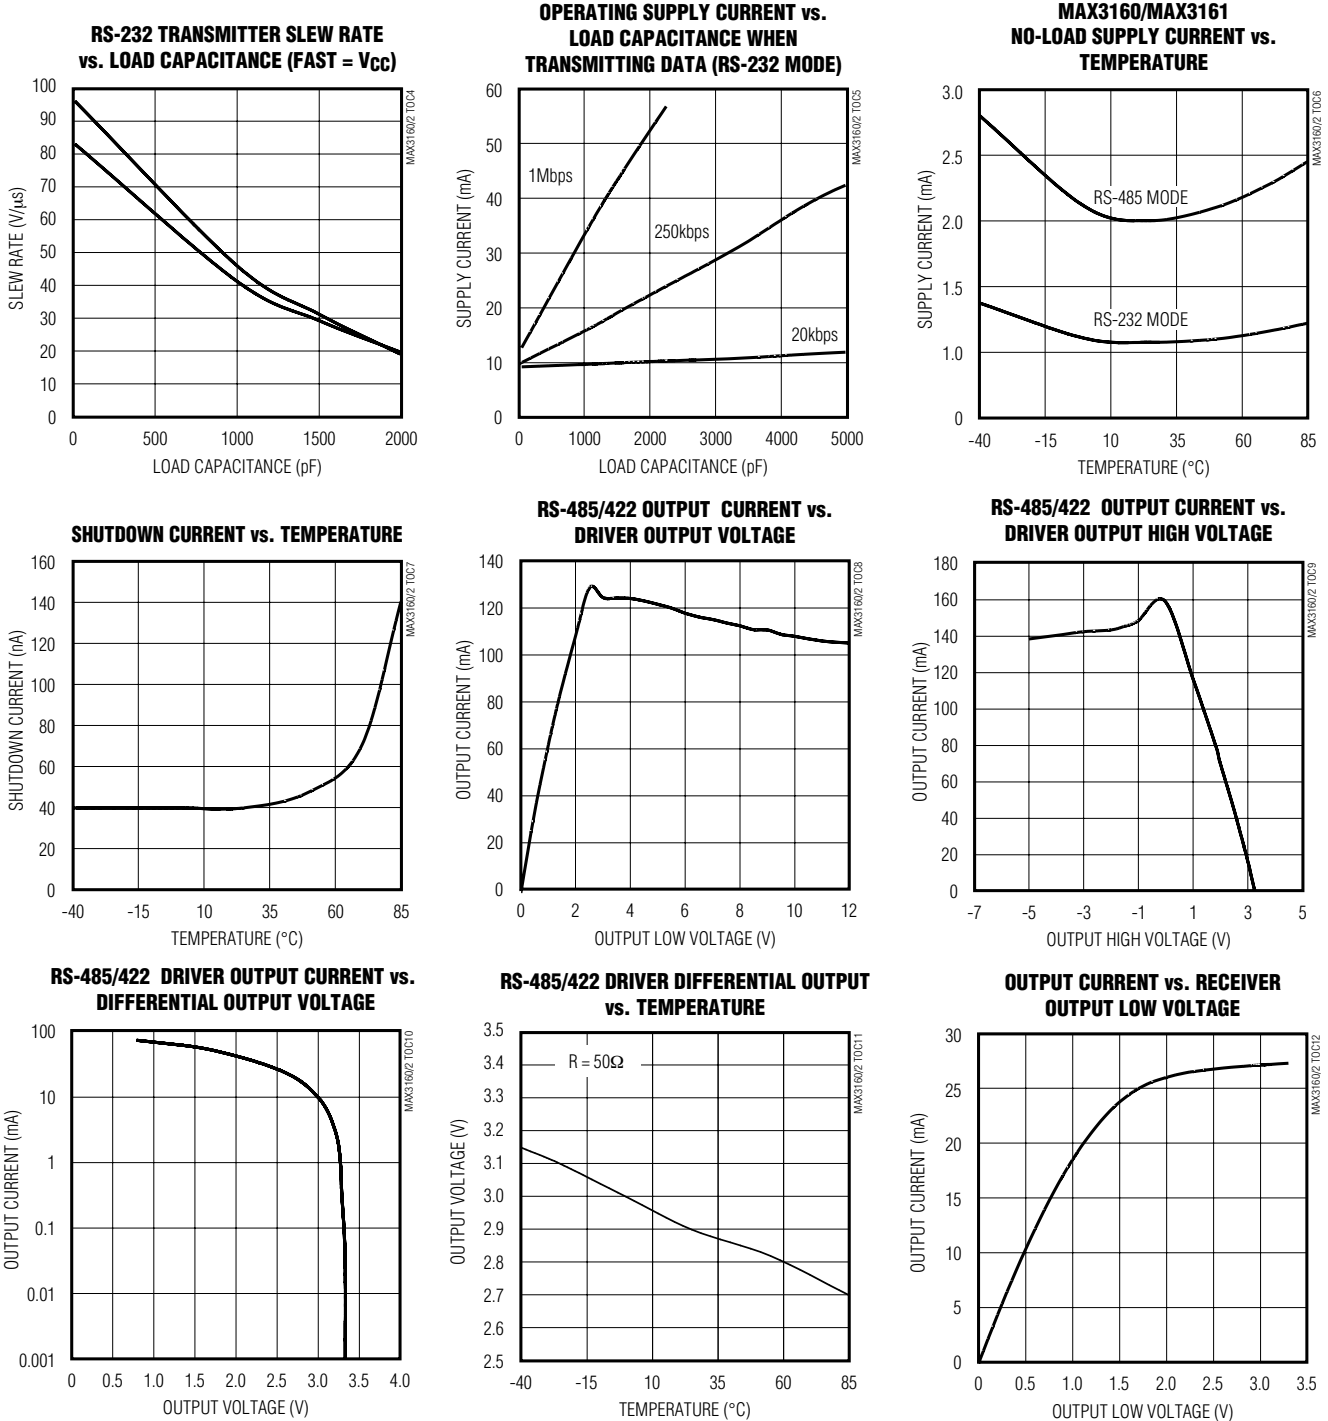 RS-232 TRANSMITTER SLEW RATE
vs. LOAD CAPACITANCE (FAST = VCC)
100
90
80
70
60
50
40
30
20
10
0
SLEW RATE (V/µs)
0 500 1000 1500 2000
LOAD CAPACITANCE (pF)
MAX3160/2 TOC4
OPERATING SUPPLY CURRENT vs.
LOAD CAPACITANCE WHEN
TRANSMITTING DATA (RS-232 MODE)
60
50
40
30
20
10
0
SUPPLY CURRENT (mA)
1Mbps
250kbps
20kbps
0 1000 2000 3000 4000 5000
LOAD CAPACITANCE (pF)
MAX3160/2 TOC5
MAX3160/MAX3161
NO-LOAD SUPPLY CURRENT vs.
TEMPERATURE
3.0
2.5
2.0
1.5
1.0
0
SUPPLY CURRENT (mA)
RS-485 MODE
RS-232 MODE
-40 -15 10 35 60 85
TEMPERATURE (°C)
MAX3160/2 TOC6
SHUTDOWN CURRENT vs. TEMPERATURE
160
140
120
100
80
60
40
20
0
SHUTDOWN CURRENT (nA)
-40 -15 10 35 60 85
TEMPERATURE (°C)
MAX3160/2 TOC7
RS-485/422 OUTPUT CURRENT vs.
DRIVER OUTPUT VOLTAGE
140
120
100
80
60
40
20
0
OUTPUT CURRENT (mA)
0 2 4 6 8 10 12
OUTPUT LOW VOLTAGE (V)
MAX3160/2 TOC8
RS-485/422 OUTPUT CURRENT vs.
DRIVER OUTPUT HIGH VOLTAGE
180
160
140
120
100
80
60
40
20
0
OUTPUT CURRENT (mA)
-7 -5 -3 -1 1 3 5
OUTPUT HIGH VOLTAGE (V)
MAX3160/2 TOC9
RS-485/422 DRIVER OUTPUT CURRENT vs.
DIFFERENTIAL OUTPUT VOLTAGE
100
10
1
0.1
0.01
0.001
OUTPUT CURRENT (mA)
0 0.5 1.0 1.5 2.0 2.5 3.0 3.5 4.0
OUTPUT VOLTAGE (V)
MAX3160/2 TOC10
RS-485/422 DRIVER DIFFERENTIAL OUTPUT
vs. TEMPERATURE
3.5
3.4
3.3
3.2
3.1
3.0
2.9
2.8
2.7
2.6
2.5
OUTPUT VOLTAGE (V)
R = 50Ω
-40 -15 10 35 60 85
TEMPERATURE (°C)
MAX3160/2 TOC11
OUTPUT CURRENT vs. RECEIVER
OUTPUT LOW VOLTAGE
30
25
20
15
10
5
0
OUTPUT CURRENT (mA)
0 0.5 1.0 1.5 2.0 2.5 3.0 3.5
OUTPUT LOW VOLTAGE (V)
MAX3160/2 TOC12